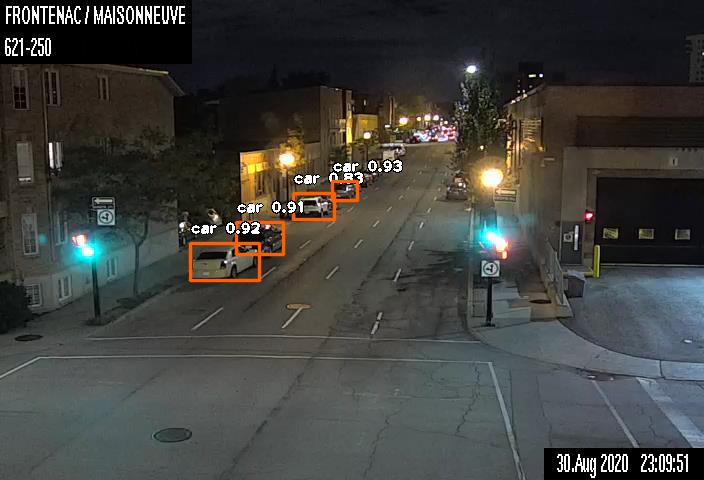 FRONTENAC / MAISONNEUVE
621-250
car 0.93
car 0.83
car 0.91
car 0.92
30.Aug 2020 23:09:51